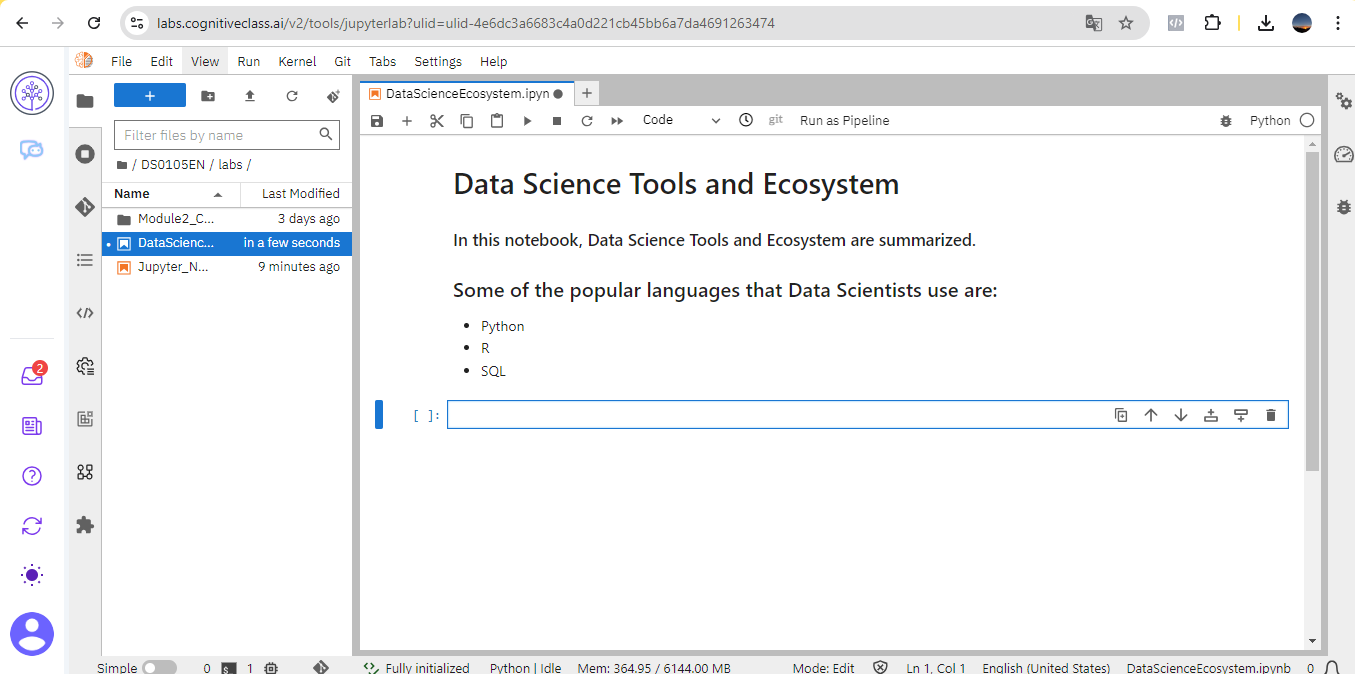 labs.cognitiveclass.ai/v2/tools/jupyterlab?ulid=ulid-4e6dc3a6683c4a0d221cb45bb6a7da4691263474
File Edit View Run Kernel Git Tabs Settings Help
+
DataScienceEcosystem.ipyn
+
Code
git
Run as Pipeline
Python
Filter files by name
/ DS0105EN / labs /
Name Last Modified
Module2_C... 3 days ago
DataScienc... in a few seconds
Jupyter_N... 9 minutes ago
2
Data Science Tools and Ecosystem
In this notebook, Data Science Tools and Ecosystem are summarized.
Some of the popular languages that Data Scientists use are:
• Python
• R
• SQL
[ ]:
Simple 0 $_ 1 Fully initialized Python | Idle Mem: 364.95 / 6144.00 MB Mode: Edit Ln 1, Col 1 English (United States) DataScienceEcosystem.ipynb 0